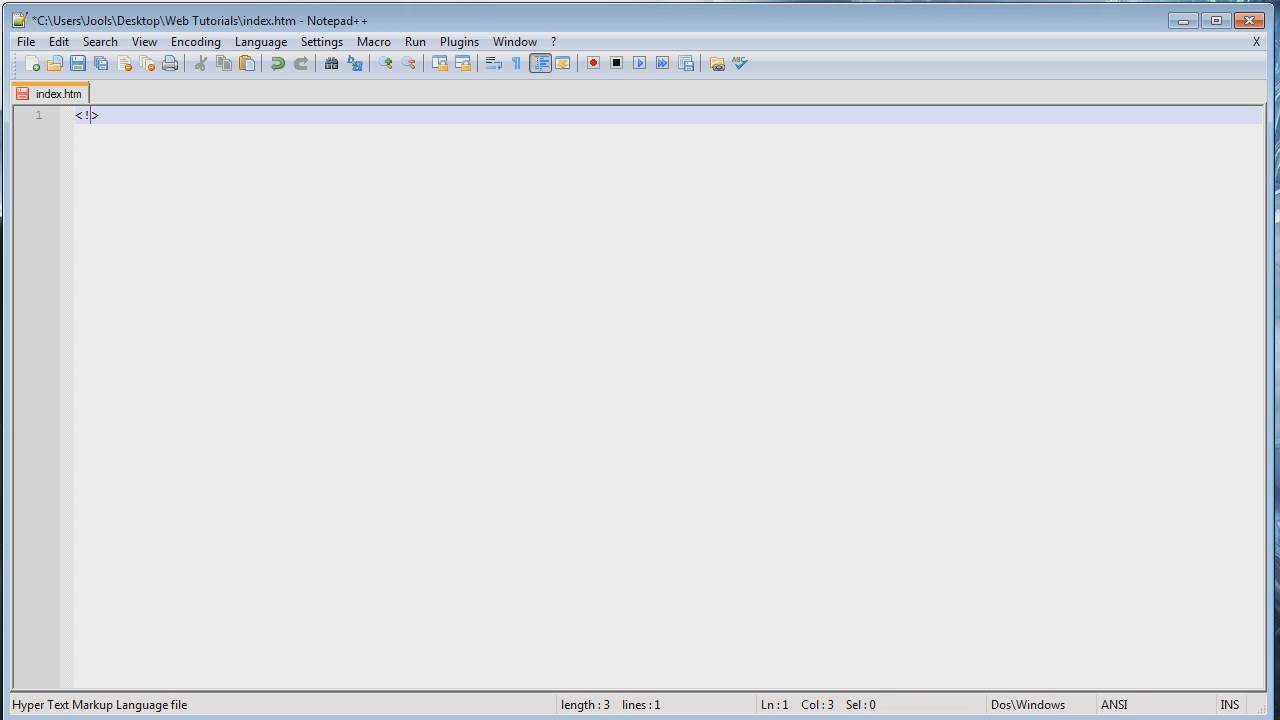 *C:\Users\Jools\Desktop\Web Tutorials\index.htm - Notepad++
File Edit Search View Encoding Language Settings Macro Run Plugins Window ? X
ABC
index.htm
1 <!>
Hyper Text Markup Language file length : 3 lines : 1 Ln : 1 Col : 3 Sel : 0 Dos\Windows ANSI INS